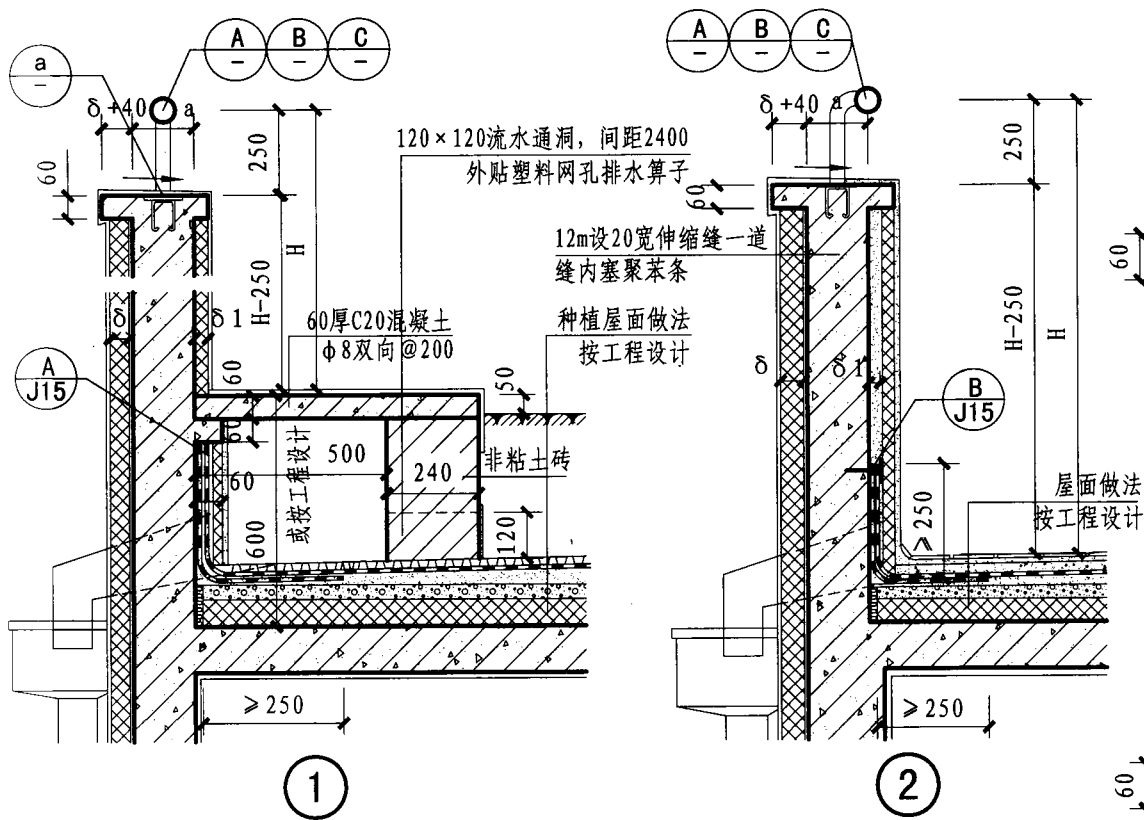 A B C
- - -
a
-
δ+40 a
250
60
120×120流水通洞，间距2400
外贴塑料网孔排水箅子
12m设20宽伸缩缝一道
缝内塞聚苯条
H
H-250
δ
δ1
60厚C20混凝土
ф8双向@200
种植屋面做法
按工程设计
A
J15
60
50
60
500
或按工程设计
240
非粘土砖
60
600
120
≥250
1
A B C
- - -
δ+40 a
250
60
60
H-250
H
δ
δ1
B
J15
≥250
屋面做法
按工程设计
≥250
60
2